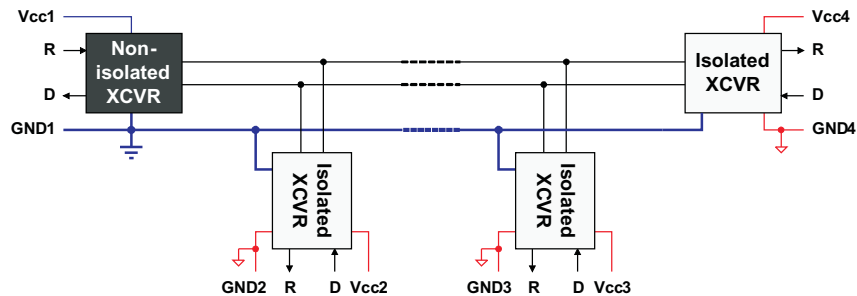 Vcc1
Vcc4
R
Non-
isolated
XCVR
Isolated
XCVR
R
D
D
GND1
GND4
Isolated
XCVR
Isolated
XCVR
GND2
R
D
Vcc2
GND3
R
D
Vcc3